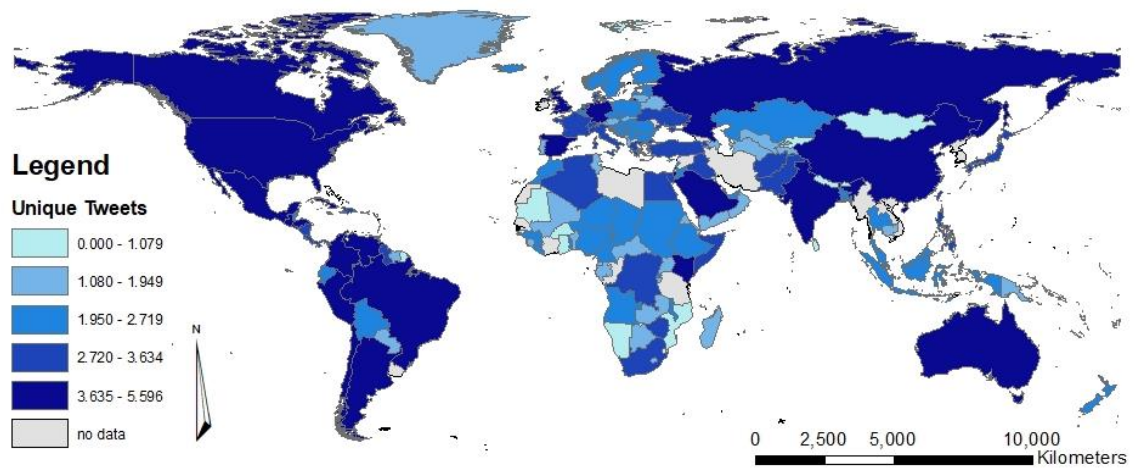 Legend
Unique Tweets
0.000 - 1.079
1.080 - 1.949
1.950 - 2.719
2.720 - 3.634
3.635 - 5.596
no data
N
0 2,500 5,000 10,000
Kilometers